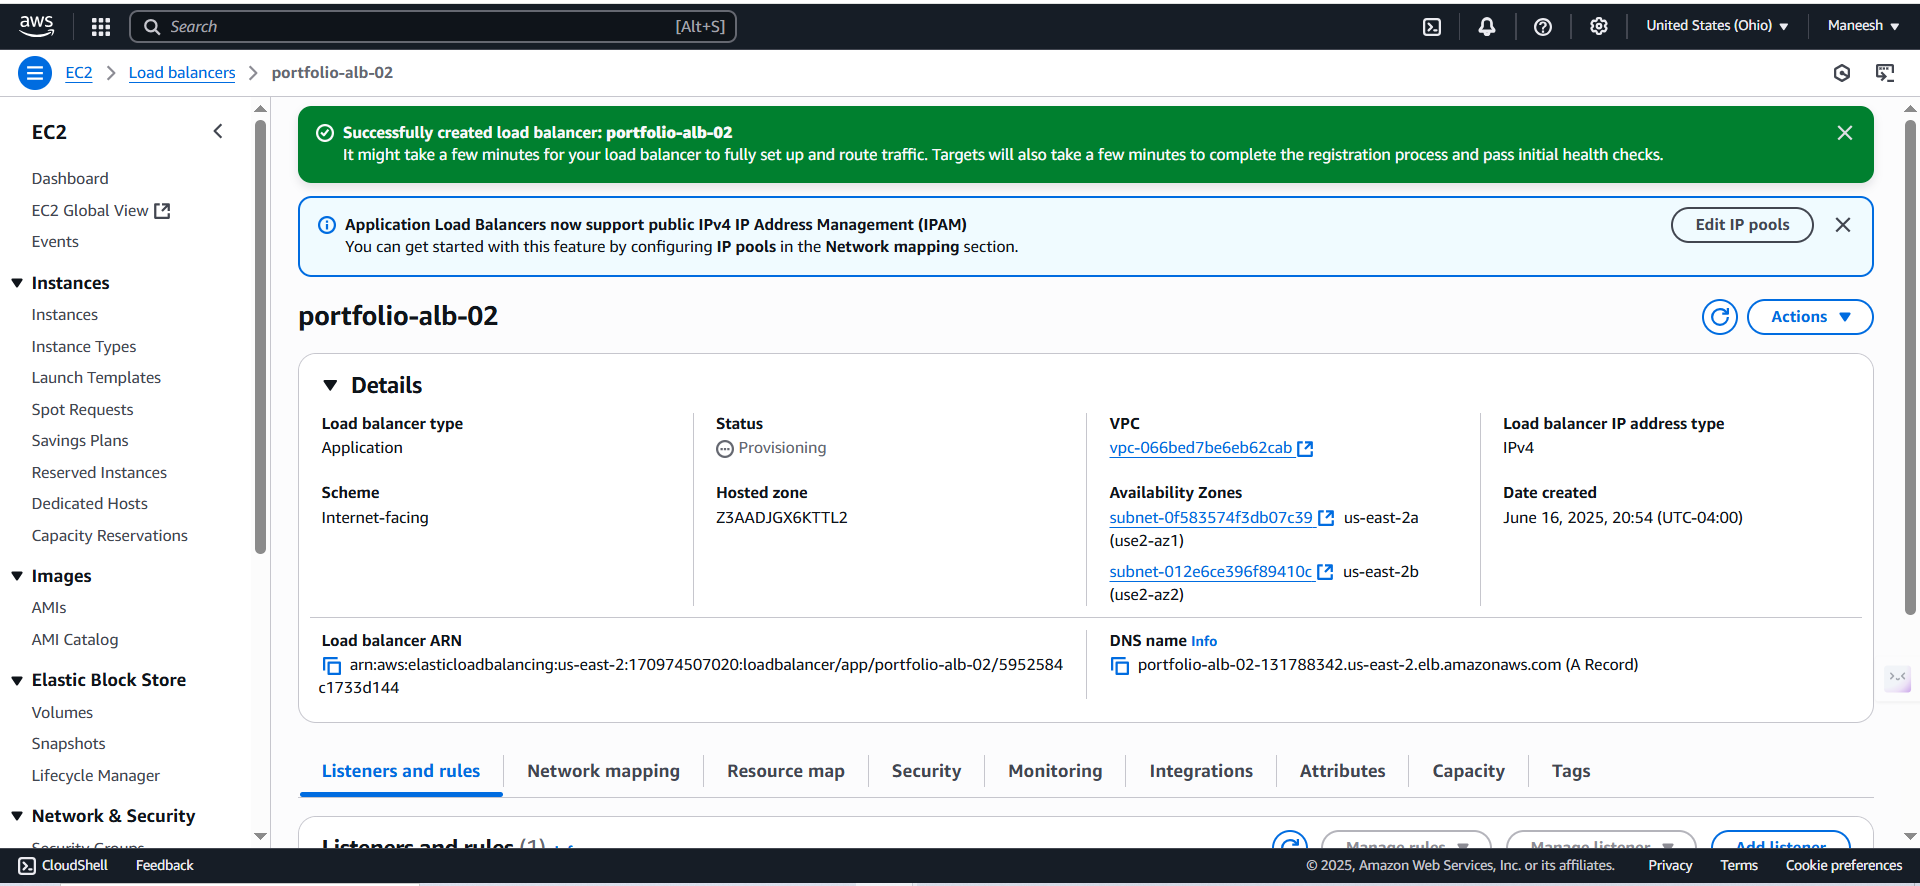 aws
Search
[Alt+S]
United States (Ohio)
Maneesh
EC2
Load balancers
portfolio-alb-02
EC2
Dashboard
EC2 Global View
Events
Instances
Instances
Instance Types
Launch Templates
Spot Requests
Savings Plans
Reserved Instances
Dedicated Hosts
Capacity Reservations
Images
AMIs
AMI Catalog
Elastic Block Store
Volumes
Snapshots
Lifecycle Manager
Network & Security
Security Groups
Successfully created load balancer: portfolio-alb-02
It might take a few minutes for your load balancer to fully set up and route traffic. Targets will also take a few minutes to complete the registration process and pass initial health checks.
Application Load Balancers now support public IPv4 IP Address Management (IPAM)
You can get started with this feature by configuring IP pools in the Network mapping section.
Edit IP pools
portfolio-alb-02
Actions
Details
Load balancer type
Application
Status
Provisioning
VPC
vpc-066bed7be6eb62cab
Load balancer IP address type
IPv4
Scheme
Internet-facing
Hosted zone
Z3AADJGX6KTTL2
Availability Zones
subnet-0f583574f3db07c39 us-east-2a
(use2-az1)
subnet-012e6ce396f89410c us-east-2b
(use2-az2)
Date created
June 16, 2025, 20:54 (UTC-04:00)
Load balancer ARN
arn:aws:elasticloadbalancing:us-east-2:170974507020:loadbalancer/app/portfolio-alb-02/5952584
c1733d144
DNS name Info
portfolio-alb-02-131788342.us-east-2.elb.amazonaws.com (A Record)
Listeners and rules
Network mapping
Resource map
Security
Monitoring
Integrations
Attributes
Capacity
Tags
Listeners and rules (1) Info
Manage rules
Manage listener
Add listener
CloudShell
Feedback
© 2025, Amazon Web Services, Inc. or its affiliates.
Privacy
Terms
Cookie preferences